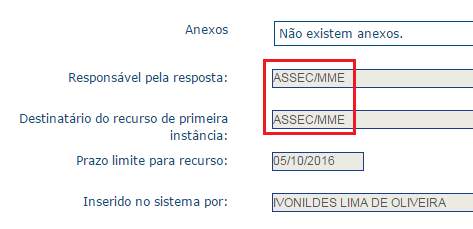 Anexos Não existem anexos.
Responsável pela resposta: ASSEC/MME
Destinatário do recurso de primeira
instância: ASSEC/MME
Prazo limite para recurso: 05/10/2016
Inserido no sistema por: IVONILDES LIMA DE OLIVEIRA